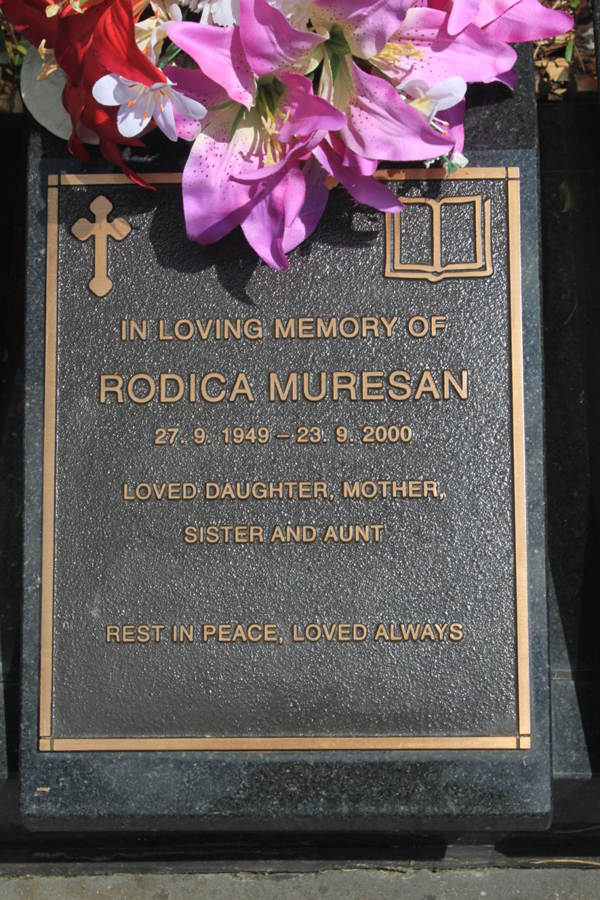 IN LOVING MEMORY OF
RODICA MURESAN
27. 9. 1949 – 23. 9. 2000
LOVED DAUGHTER, MOTHER,
SISTER AND AUNT
REST IN PEACE, LOVED ALWAYS